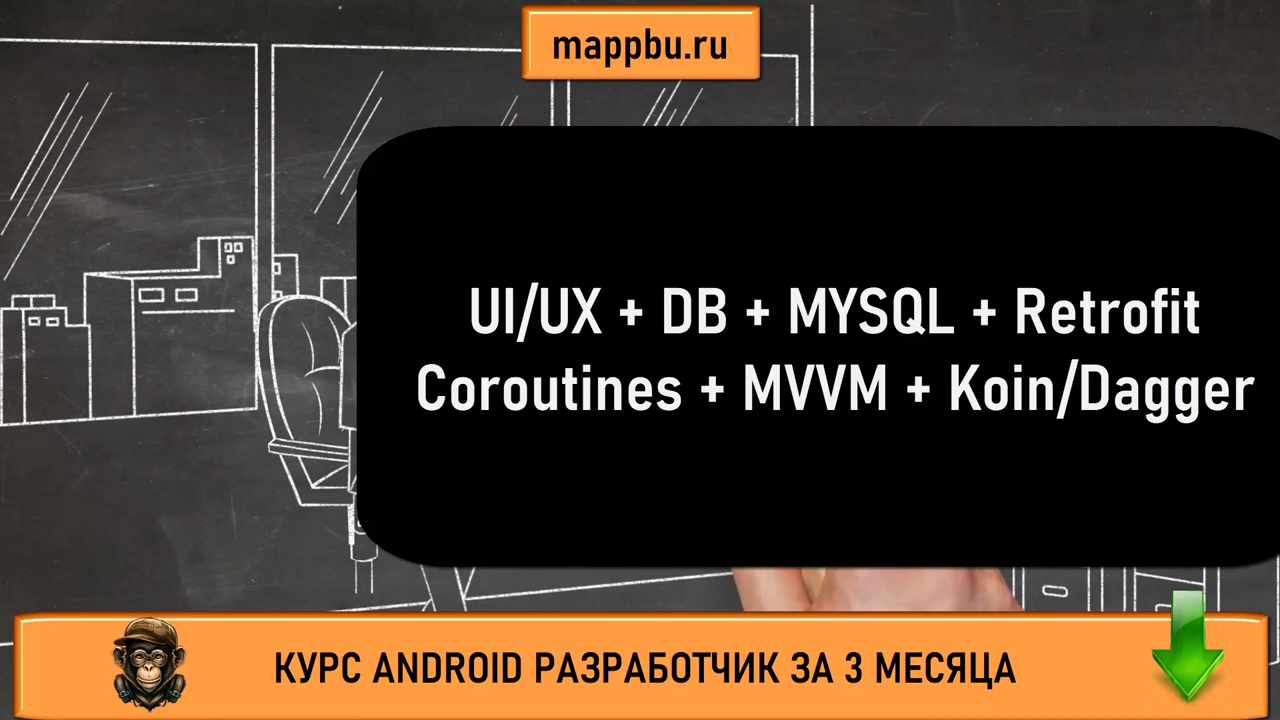 mappbu.ru
UI/UX + DB + MYSQL + Retrofit
Coroutines + MVVM + Koin/Dagger
КУРС ANDROID РАЗРАБОТЧИК ЗА 3 МЕСЯЦА